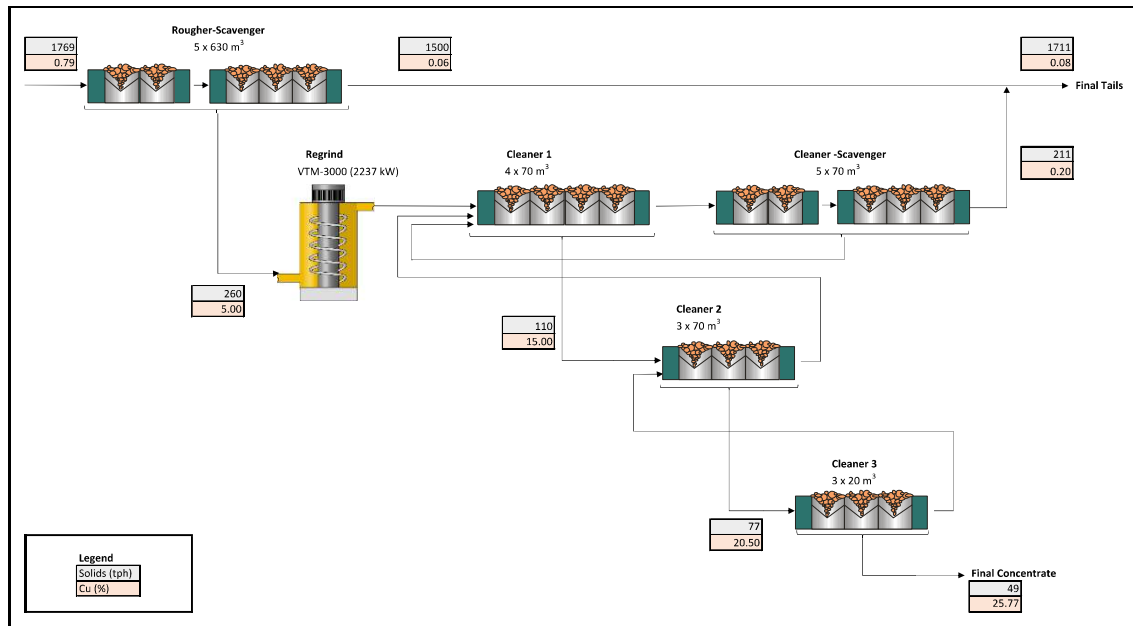 Rougher-Scavenger
5 x 630 m³
1769
0.79
1500
0.06
1711
0.08
Final Tails
Regrind
VTM-3000 (2237 kW)
Cleaner 1
4 x 70 m³
Cleaner -Scavenger
5 x 70 m³
211
0.20
260
5.00
110
15.00
Cleaner 2
3 x 70 m³
Cleaner 3
3 x 20 m³
77
20.50
Legend
Solids (tph)
Cu (%)
Final Concentrate
49
25.77